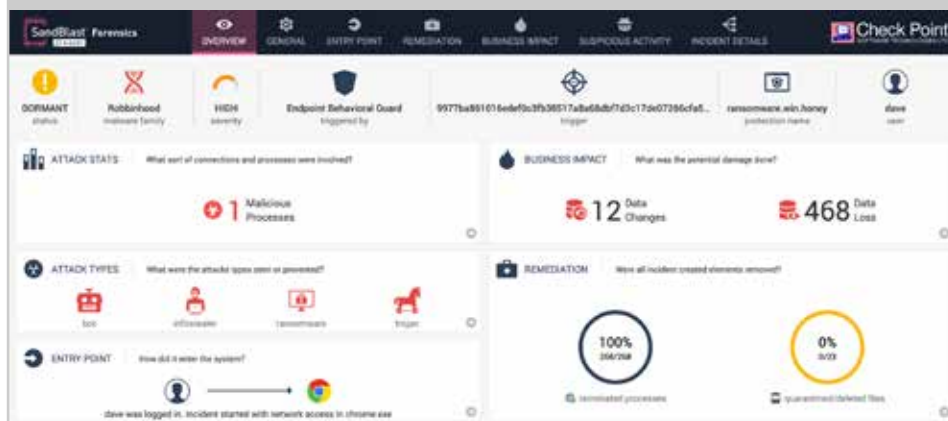 SandBlast Forensics
OVERVIEW
GENERAL
ENTRY POINT
REMEDIATION
BUSINESS IMPACT
SUSPICIOUS ACTIVITY
INCIDENT DETAILS
Check Point
DORMANT
status
Robbinhood
malware family
HIGH
severity
Endpoint Behavioral Guard
triggered by
trigger
ransomware.win.honey
protection name
dave
user
ATTACK STATS
What sort of connections and processes were involved?
1 Malicious
Processes
BUSINESS IMPACT
What was the potential damage done?
12 Data
Changes
468 Data
Loss
ATTACK TYPES
What were the attacks types seen or prevented?
bot
infostealer
ransomware
trojan
REMEDIATION
Were all incident created elements removed?
100%
268/268
terminated processes
0%
0/23
quarantined/deleted files
ENTRY POINT
How did it enter the system?
dave was logged in. Incident started with network access in chrome.exe